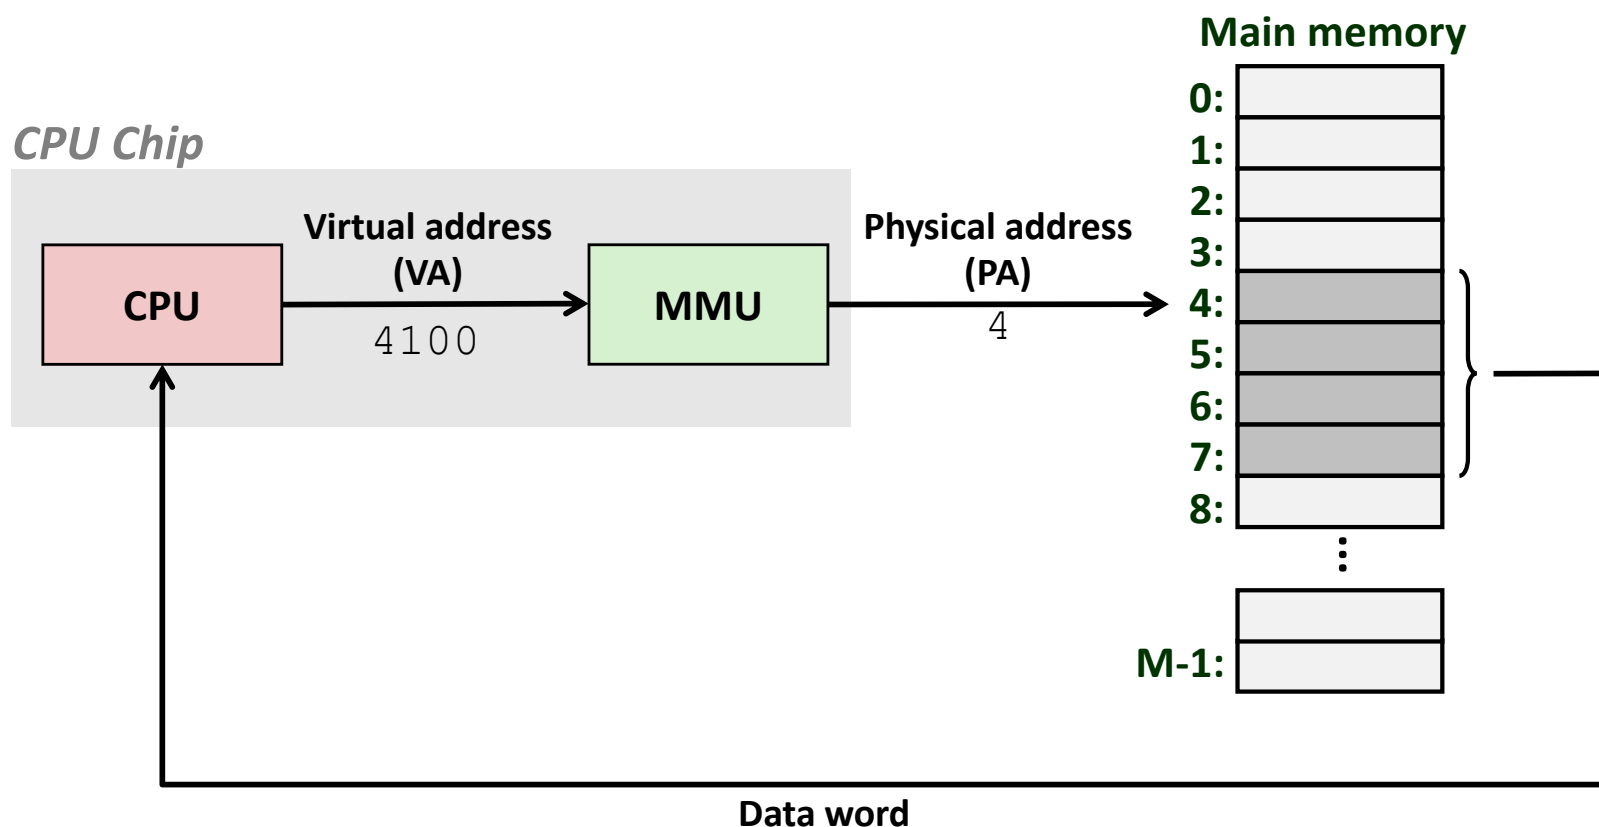 Main memory
0:
CPU Chip
1:
2:
Virtual address
(VA)
Physical address
(PA)
3:
CPU
4100
MMU
4
4:
5:
6:
7:
8:
...
M-1:
Data word